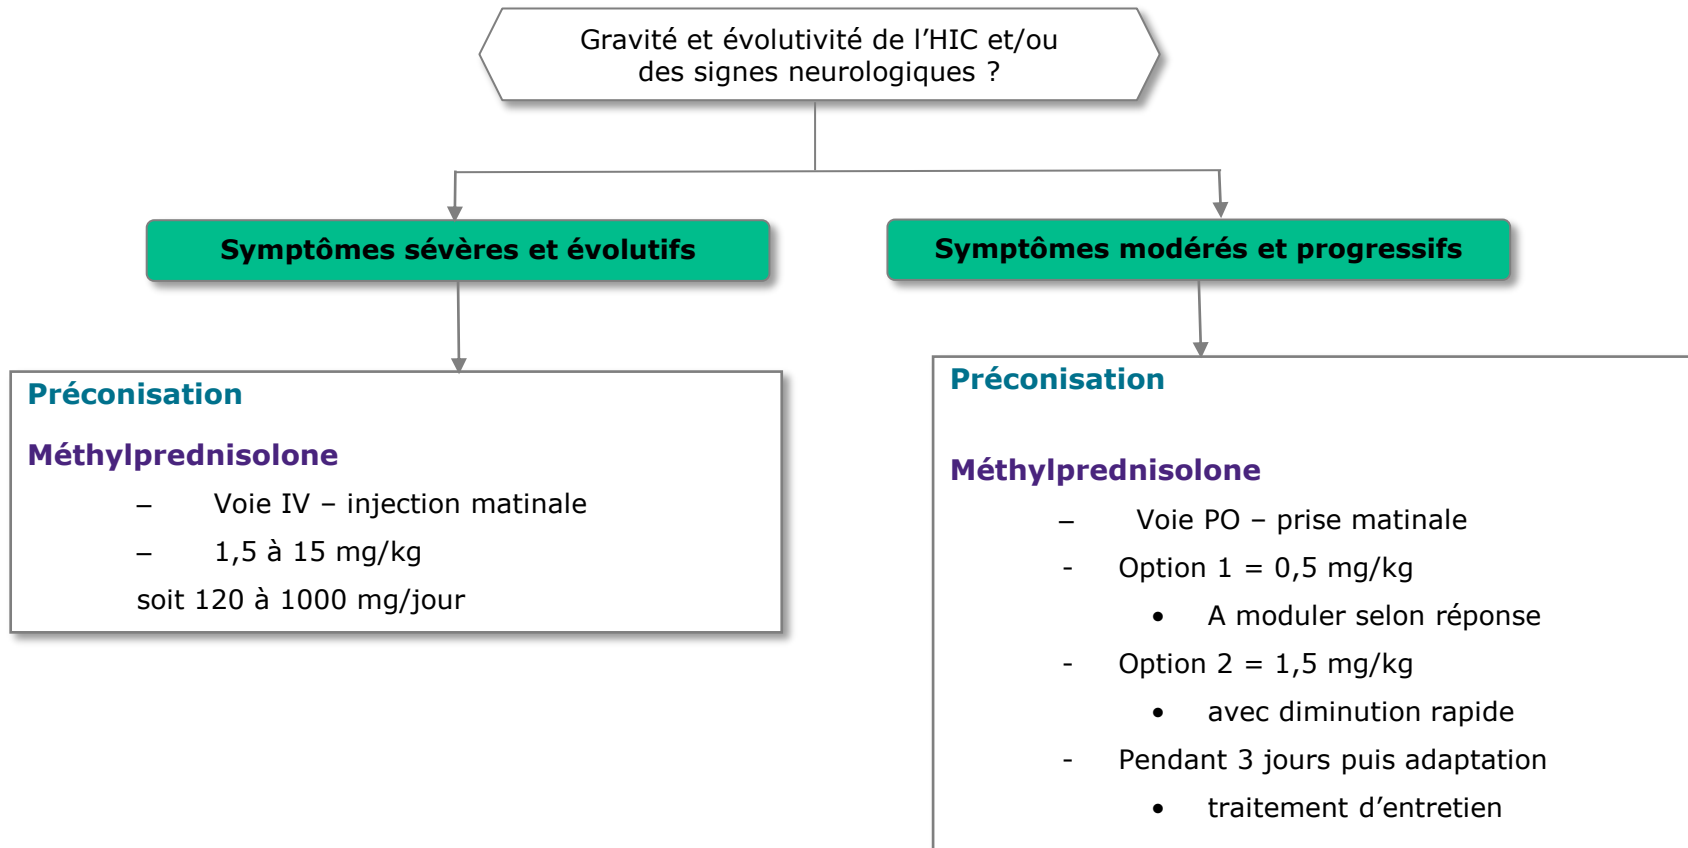 Gravité et évolutivité de l’HIC et/ou
des signes neurologiques ?
Symptômes sévères et évolutifs
Symptômes modérés et progressifs
Préconisation
Méthylprednisolone
– Voie IV – injection matinale
– 1,5 à 15 mg/kg
soit 120 à 1000 mg/jour
Préconisation
Méthylprednisolone
– Voie PO – prise matinale
- Option 1 = 0,5 mg/kg
• A moduler selon réponse
- Option 2 = 1,5 mg/kg
• avec diminution rapide
- Pendant 3 jours puis adaptation
• traitement d’entretien